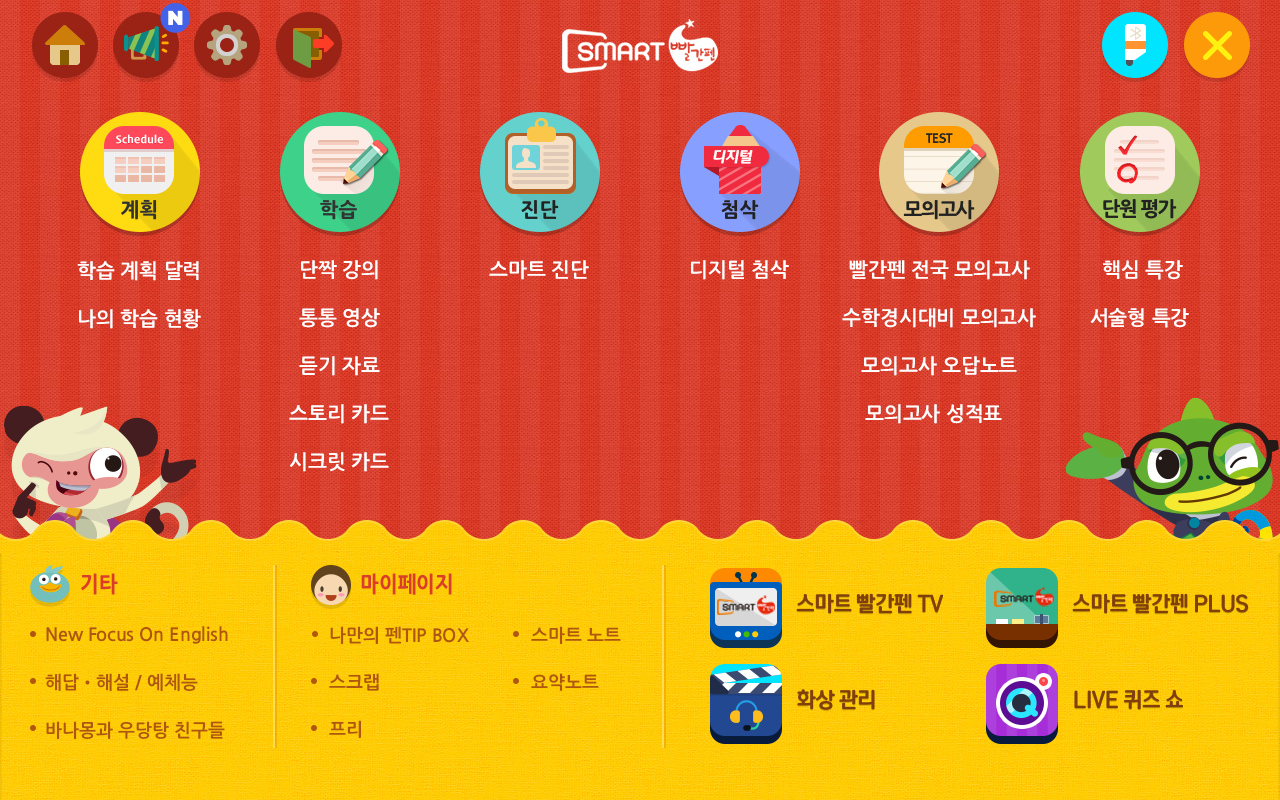 N
SMART 빨간펜
Schedule
계획
학습
진단
디지털
첨삭
TEST
모의고사
단원 평가
학습 계획 달력
나의 학습 현황
단짝 강의
통통 영상
듣기 자료
스토리 카드
시크릿 카드
스마트 진단
디지털 첨삭
빨간펜 전국 모의고사
수학경시대비 모의고사
모의고사 오답노트
모의고사 성적표
핵심 특강
서술형 특강
기타
• New Focus On English
• 해답 • 해설 / 예체능
• 바나몽과 우당탕 친구들
마이페이지
• 나만의 펜TIP BOX
• 스크랩
• 프리
• 스마트 노트
• 요약노트
SMART 빨간펜
스마트 빨간펜 TV
SMART 빨간펜
스마트 빨간펜 PLUS
화상 관리
LIVE 퀴즈 쇼